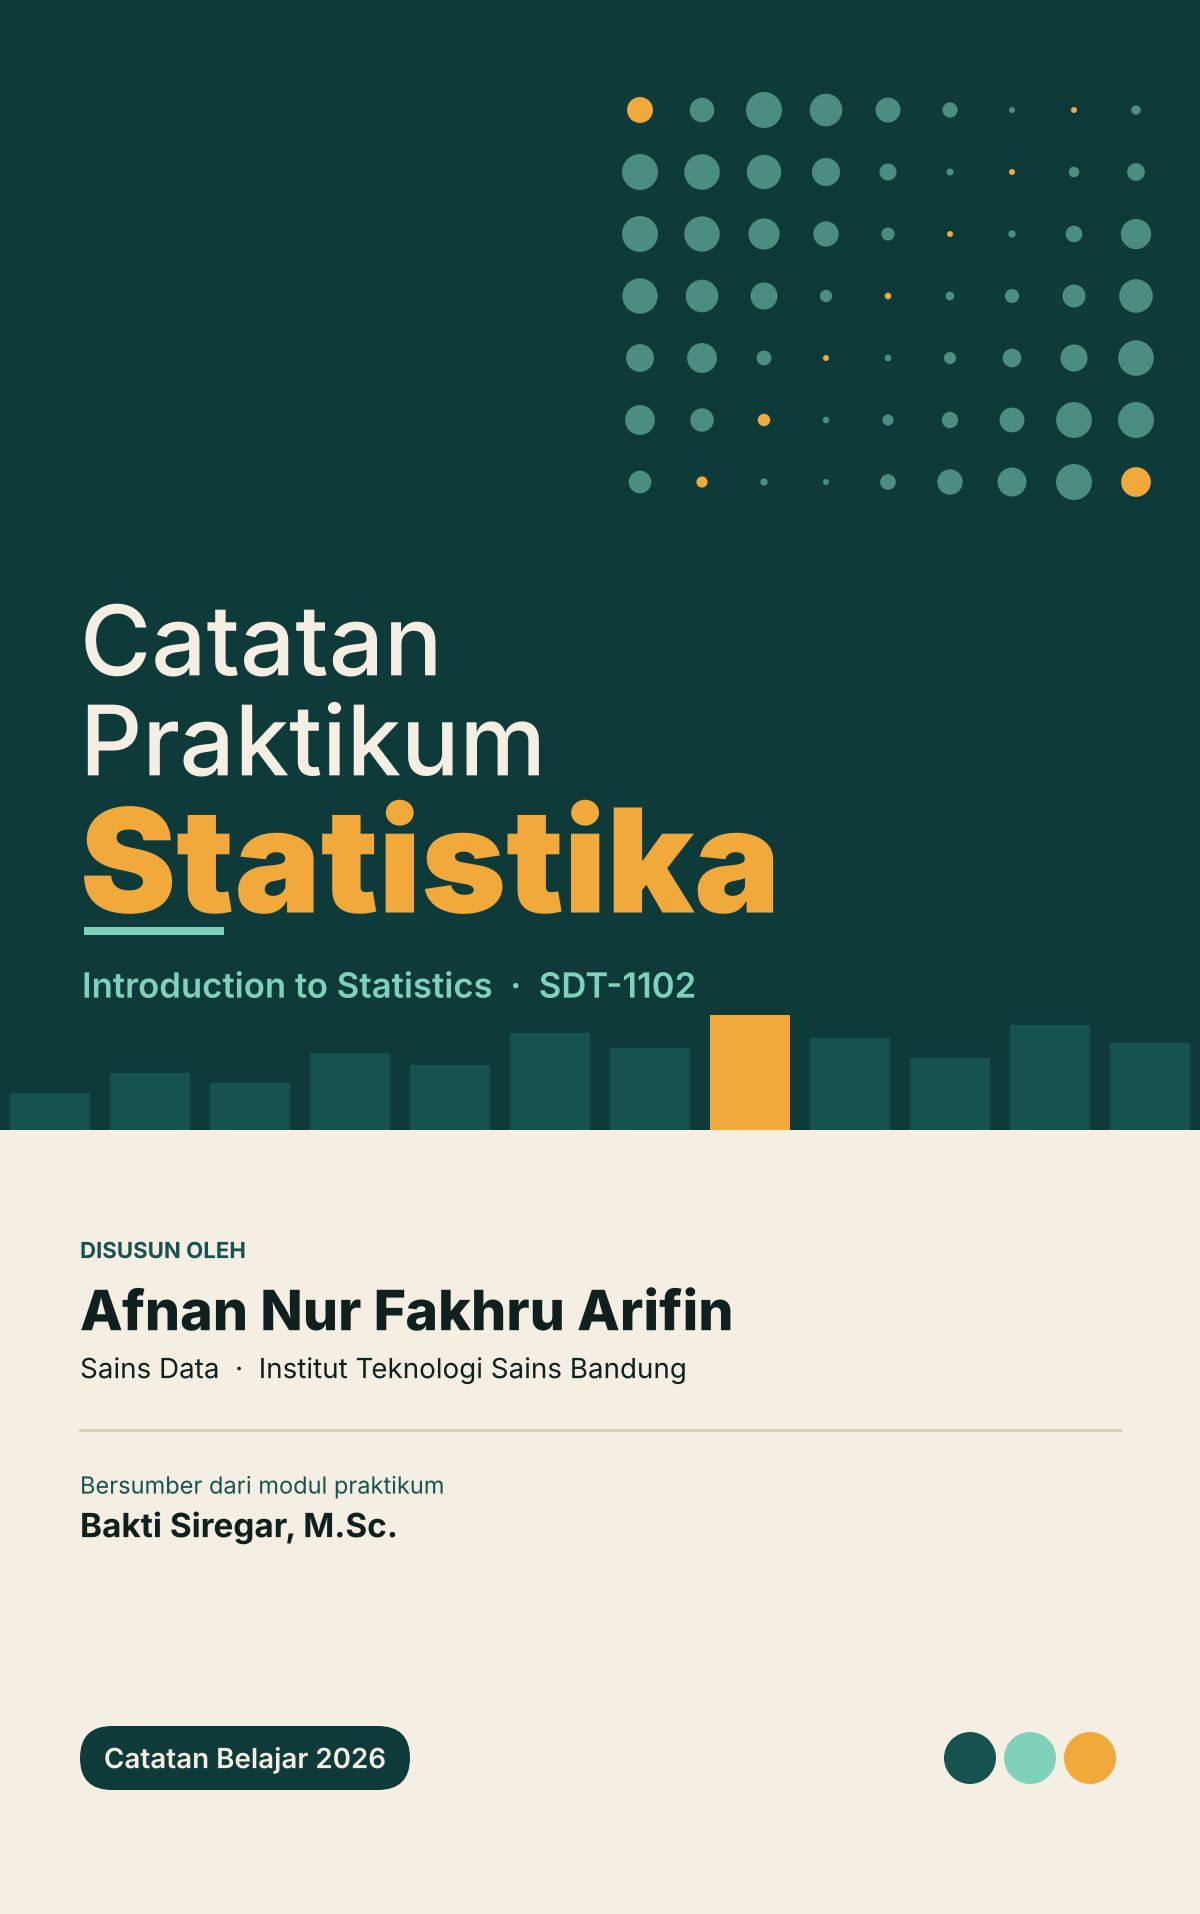 Catatan
Praktikum
Statistika
Introduction to Statistics · SDT-1102
DISUSUN OLEH
Afnan Nur Fakhru Arifin
Sains Data · Institut Teknologi Sains Bandung
Bersumber dari modul praktikum
Bakti Siregar, M.Sc.
Catatan Belajar 2026